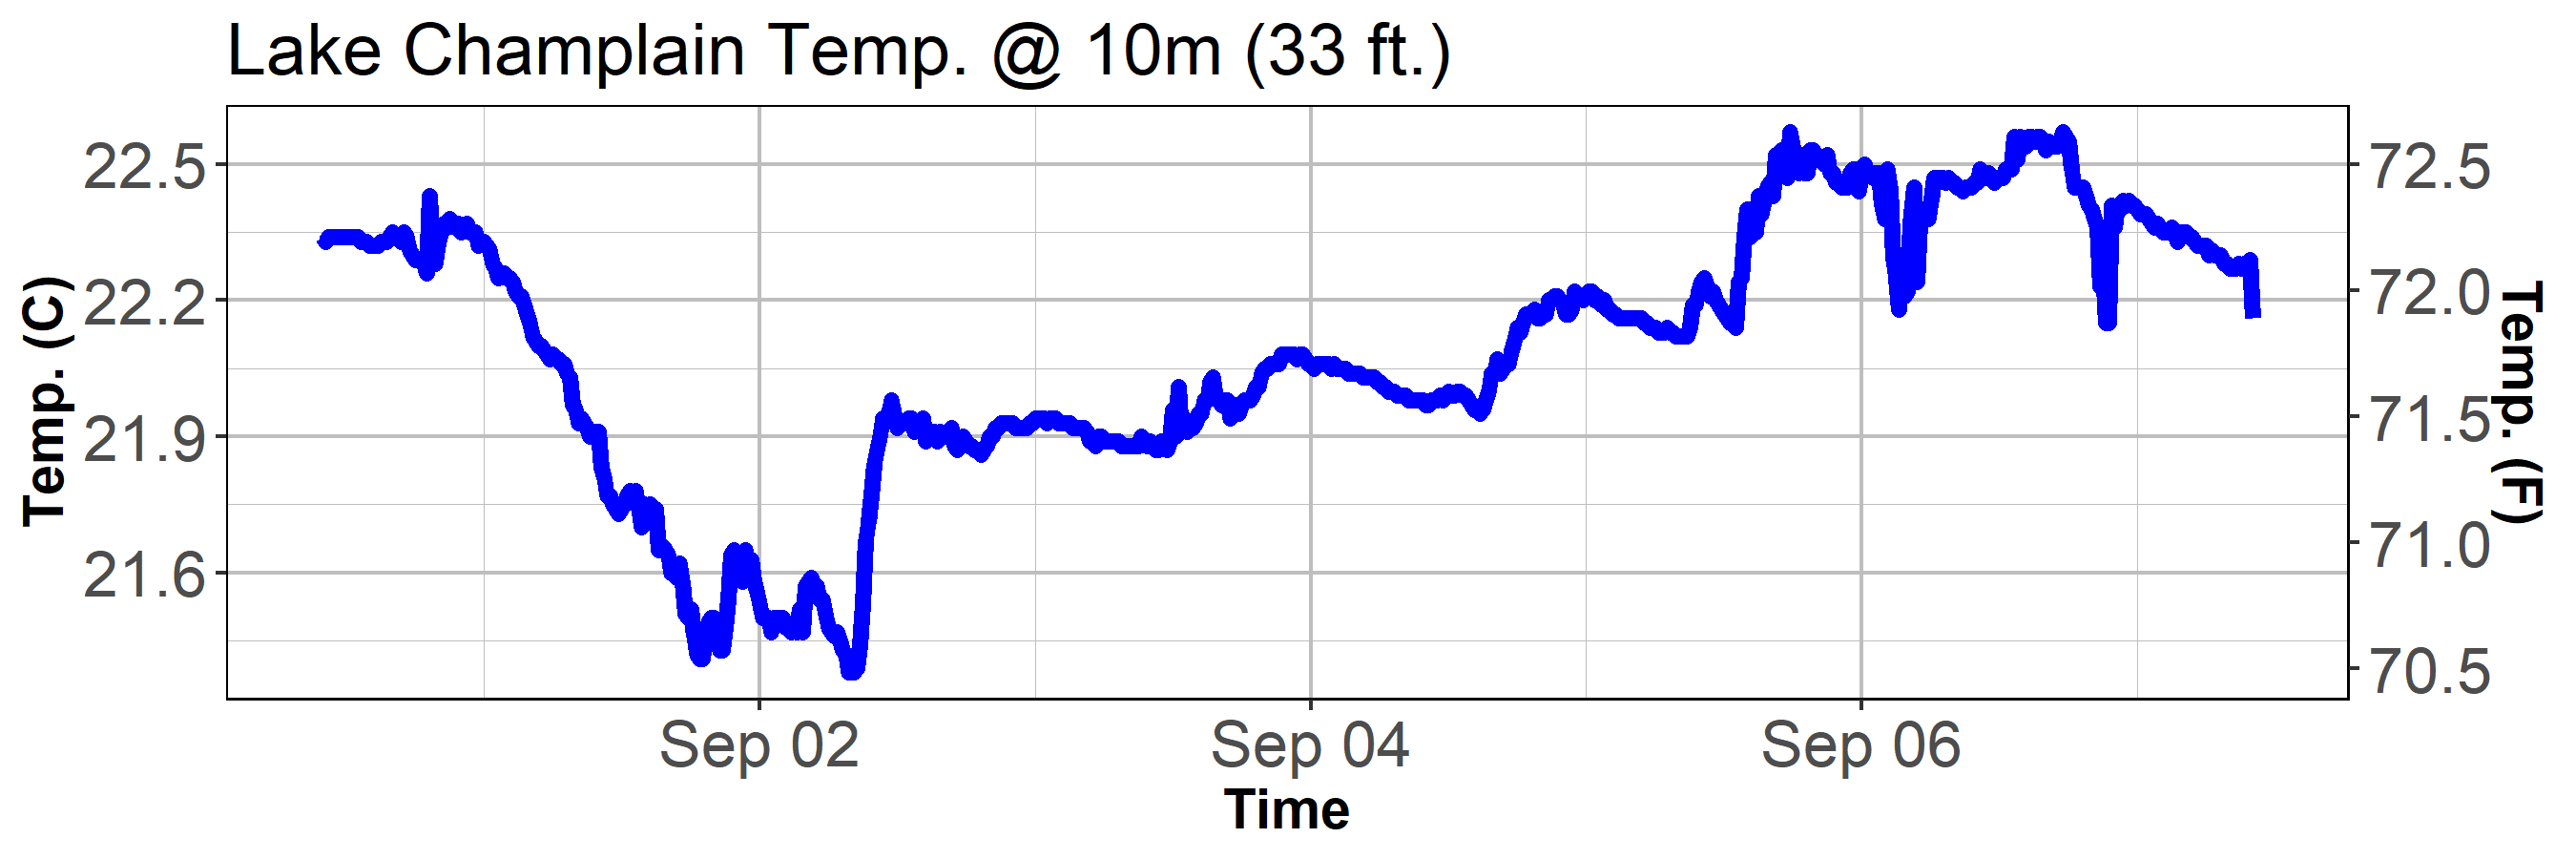 Lake Champlain Temp. @ 10m (33 ft.)
Temp. (C)
22.5
22.2
21.9
21.6
72.5
72.0
71.5
71.0
70.5
Temp. (F)
Sep 02 Sep 04 Sep 06
Time